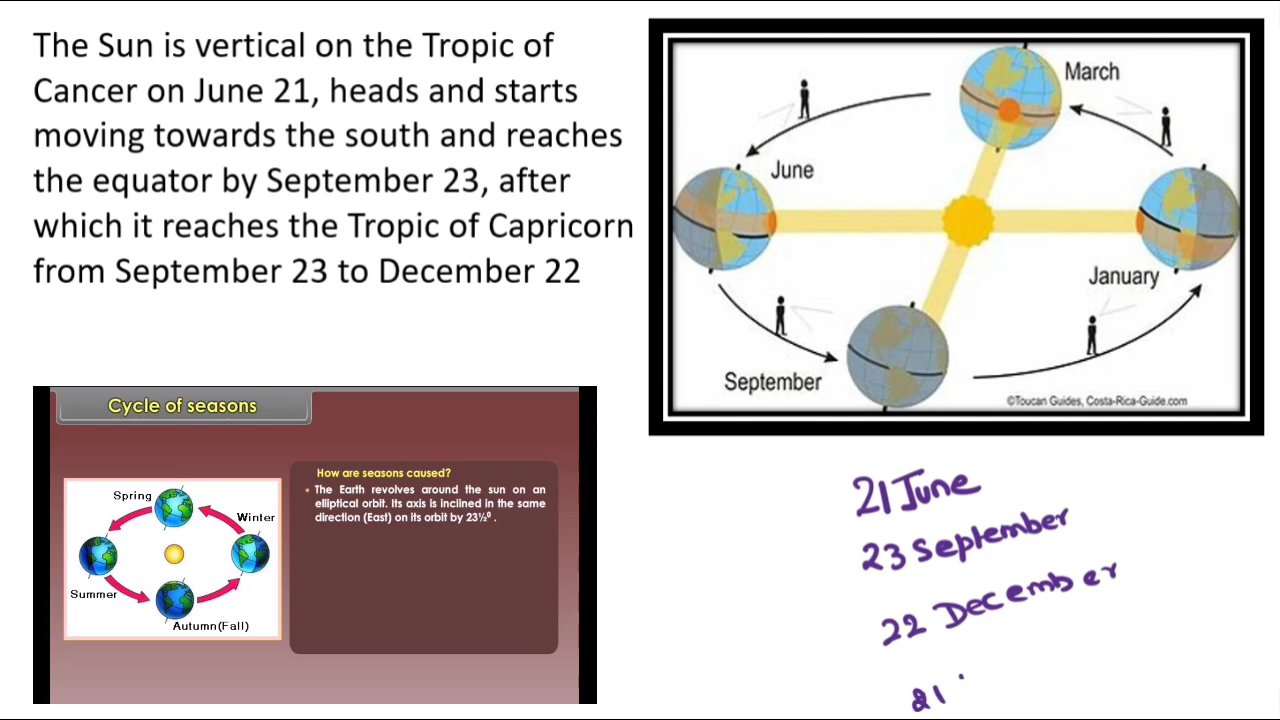 The Sun is vertical on the Tropic of
Cancer on June 21, heads and starts
moving towards the south and reaches
the equator by September 23, after
which it reaches the Tropic of Capricorn
from September 23 to December 22
March
June
January
September
©Toucan Guides, Costa-Rica-Guide.com
Cycle of seasons
Spring
Winter
Summer
Autumn(Fall)
How are seasons caused?
• The Earth revolves around the sun on an
elliptical orbit. Its axis is inclined in the same
direction (East) on its orbit by 23½⁰ .
21 June
23 September
22 December
21